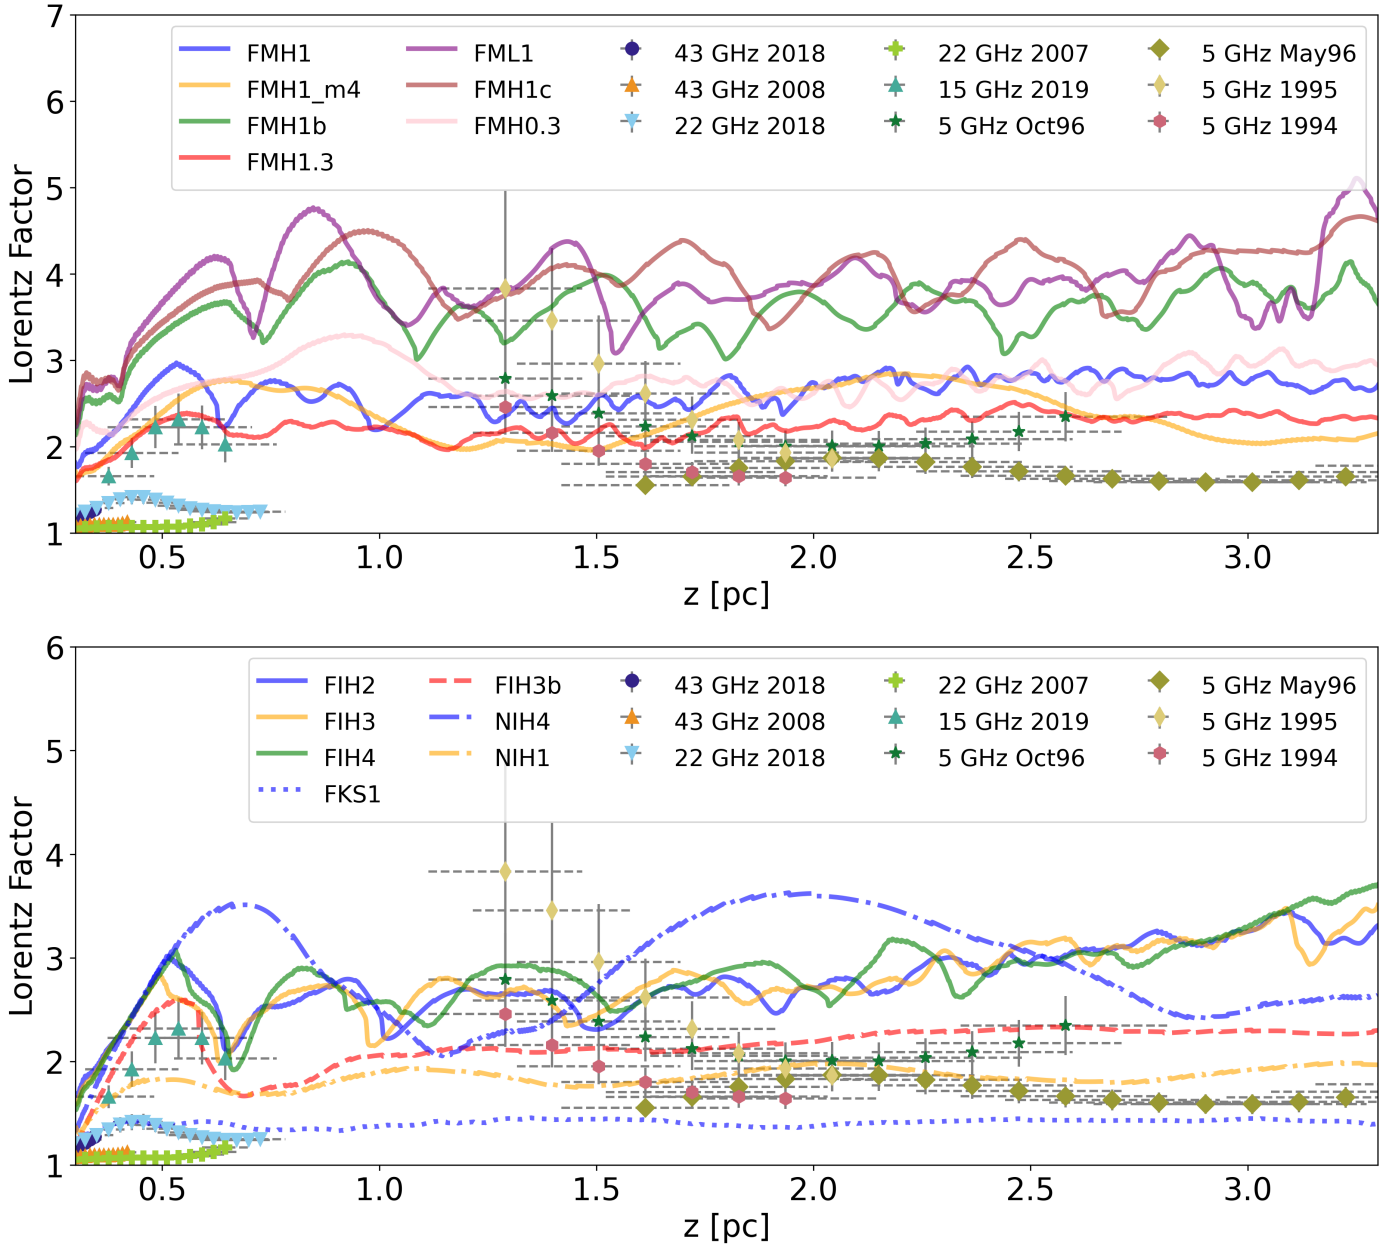 7
6
5
4
3
2
1
Lorentz Factor
FMH1 FML1 43 GHz 2018 22 GHz 2007 5 GHz May96
FMH1_m4 FMH1c 43 GHz 2008 15 GHz 2019 5 GHz 1995
FMH1b FMH0.3 22 GHz 2018 5 GHz Oct96 5 GHz 1994
FMH1.3
0.5 1.0 1.5 2.0 2.5 3.0
z [pc]
6
5
4
3
2
1
Lorentz Factor
FIH2 FIH3b 43 GHz 2018 22 GHz 2007 5 GHz May96
FIH3 NIH4 43 GHz 2008 15 GHz 2019 5 GHz 1995
FIH4 NIH1 22 GHz 2018 5 GHz Oct96 5 GHz 1994
FKS1
0.5 1.0 1.5 2.0 2.5 3.0
z [pc]